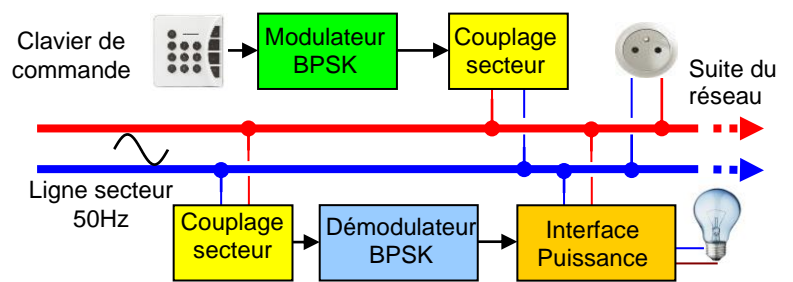 Clavier de
commande
Modulateur
BPSK
Couplage
secteur
Suite du
réseau
Ligne secteur
50Hz
Couplage
secteur
Démodulateur
BPSK
Interface
Puissance